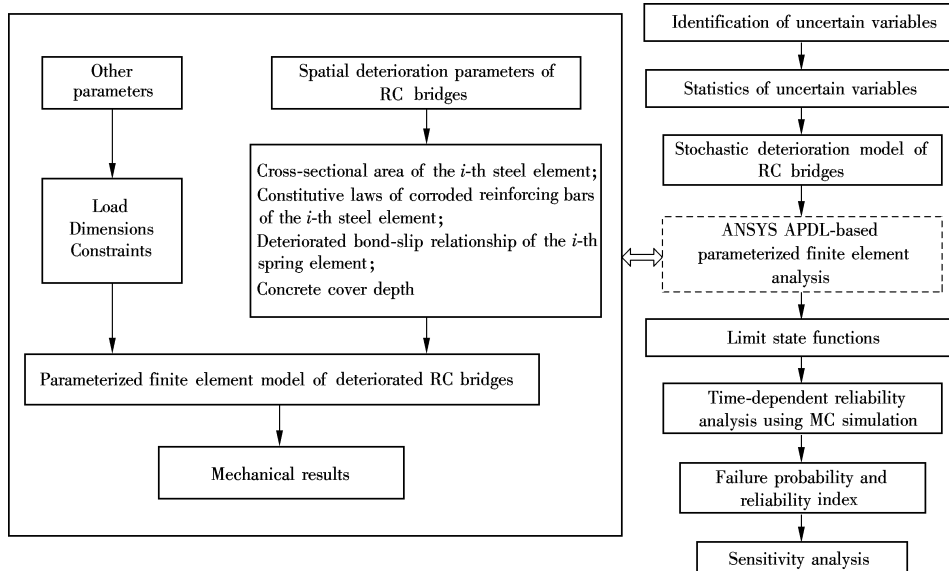 Other
parameters
Spatial deterioration parameters of
RC bridges
Load
Dimensions
Constraints
Cross-sectional area of the i-th steel element;
Constitutive laws of corroded reinforcing bars
of the i-th steel element;
Deteriorated bond-slip relationship of the i-th
spring element;
Concrete cover depth
Parameterized finite element model of deteriorated RC bridges
Mechanical results
Identification of uncertain variables
Statistics of uncertain variables
Stochastic deterioration model of
RC bridges
ANSYS APDL-based
parameterized finite element
analysis
Limit state functions
Time-dependent reliability
analysis using MC simulation
Failure probability and
reliability index
Sensitivity analysis